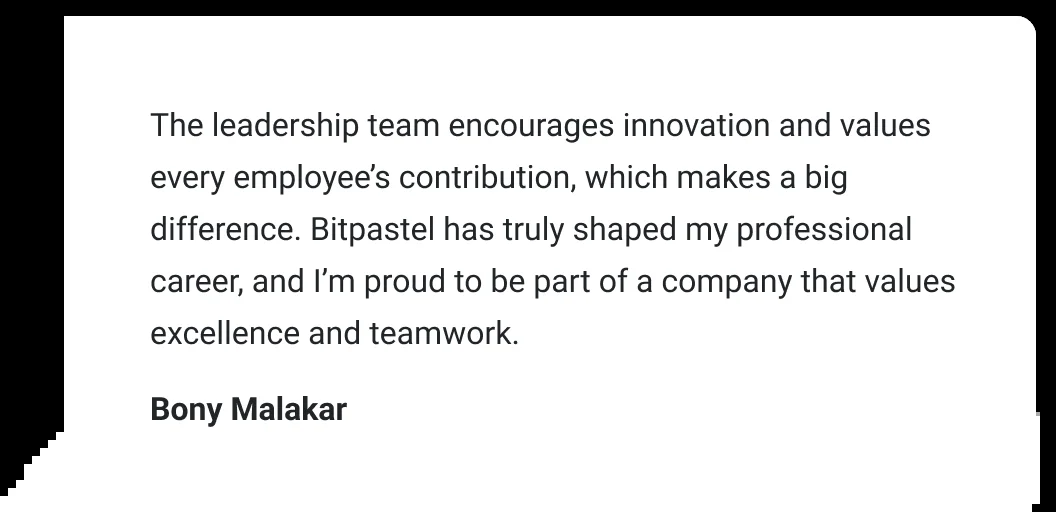 The leadership team encourages innovation and values
every employee’s contribution, which makes a big
difference. Bitpastel has truly shaped my professional
career, and I’m proud to be part of a company that values
excellence and teamwork.
Bony Malakar